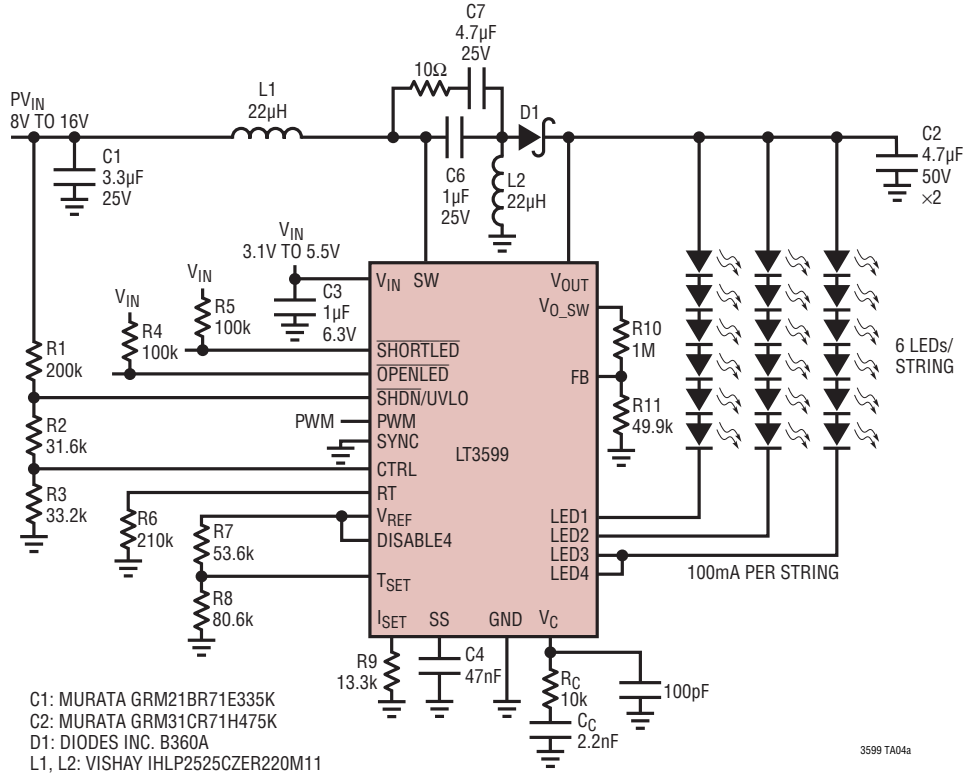 C7
4.7µF
25V
10Ω
L1
22µH
PVIN
8V TO 16V
D1
C1
3.3µF
25V
C6
1µF
25V
L2
22µH
C2
4.7µF
50V
×2
VIN
3.1V TO 5.5V
VIN
VIN
C3
1µF
6.3V
R5
100k
R4
100k
R1
200k
R2
31.6k
R3
33.2k
PWM
VIN
SW
VOUT
VO_SW
SHORTLED
OPENLED
SHDN/UVLO
PWM
SYNC
CTRL
RT
VREF
DISABLE4
TSET
ISET
SS
GND
VC
FB
LT3599
LED1
LED2
LED3
LED4
R10
1M
R11
49.9k
6 LEDs/
STRING
100mA PER STRING
R6
210k
R7
53.6k
R8
80.6k
R9
13.3k
C4
47nF
RC
10k
CC
2.2nF
100pF
C1: MURATA GRM21BR71E335K
C2: MURATA GRM31CR71H475K
D1: DIODES INC. B360A
L1, L2: VISHAY IHLP2525CZER220M11
3599 TA04a